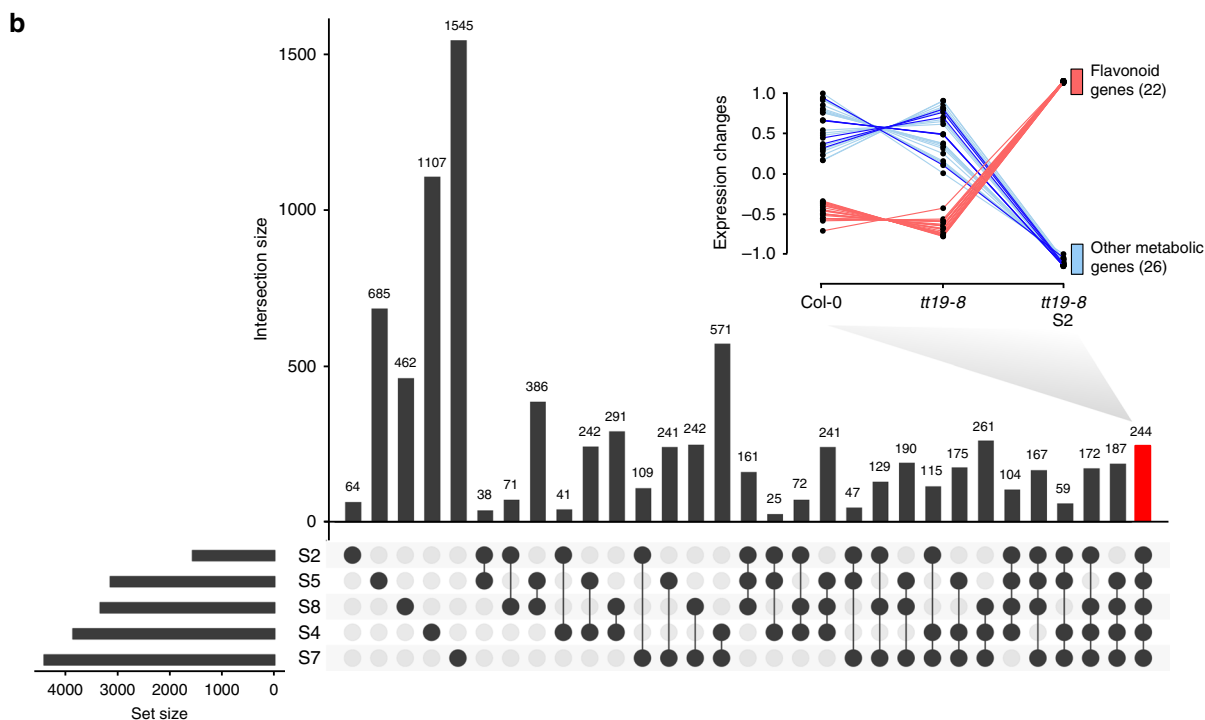 b
Intersection size
1500
1000
500
0
64
685
462
1107
1545
38
71
386
41
242
291
109
241
242
571
161
25
72
241
47
129
190
115
175
261
104
167
59
172
187
244
Expression changes
1.0
0.5
0.0
−0.5
−1.0
Col-0
tt19-8
tt19-8
S2
Flavonoid
genes (22)
Other metabolic
genes (26)
S2
S5
S8
S4
S7
4000 3000 2000 1000 0
Set size